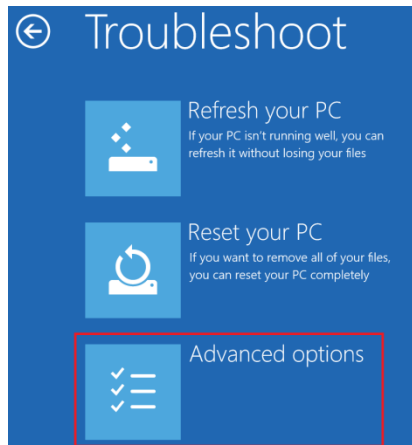 Troubleshoot
Refresh your PC
If your PC isn't running well, you can
refresh it without losing your files
Reset your PC
If you want to remove all of your files,
you can reset your PC completely
Advanced options